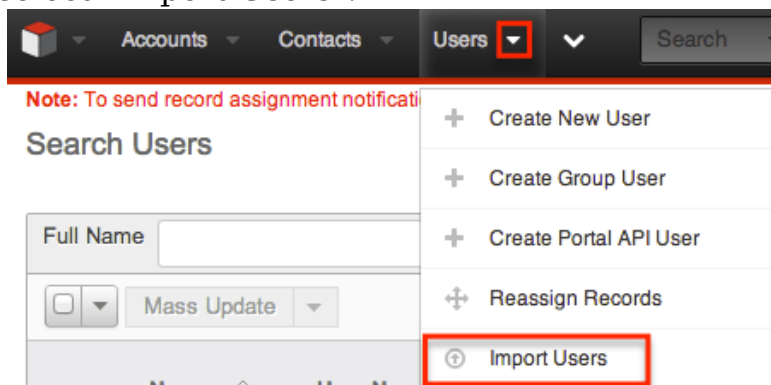 Accounts Contacts Users Search
Note: To send record assignment notificati
Search Users
Create New User
Create Group User
Full Name
Create Portal API User
Mass Update
Reassign Records
Import Users